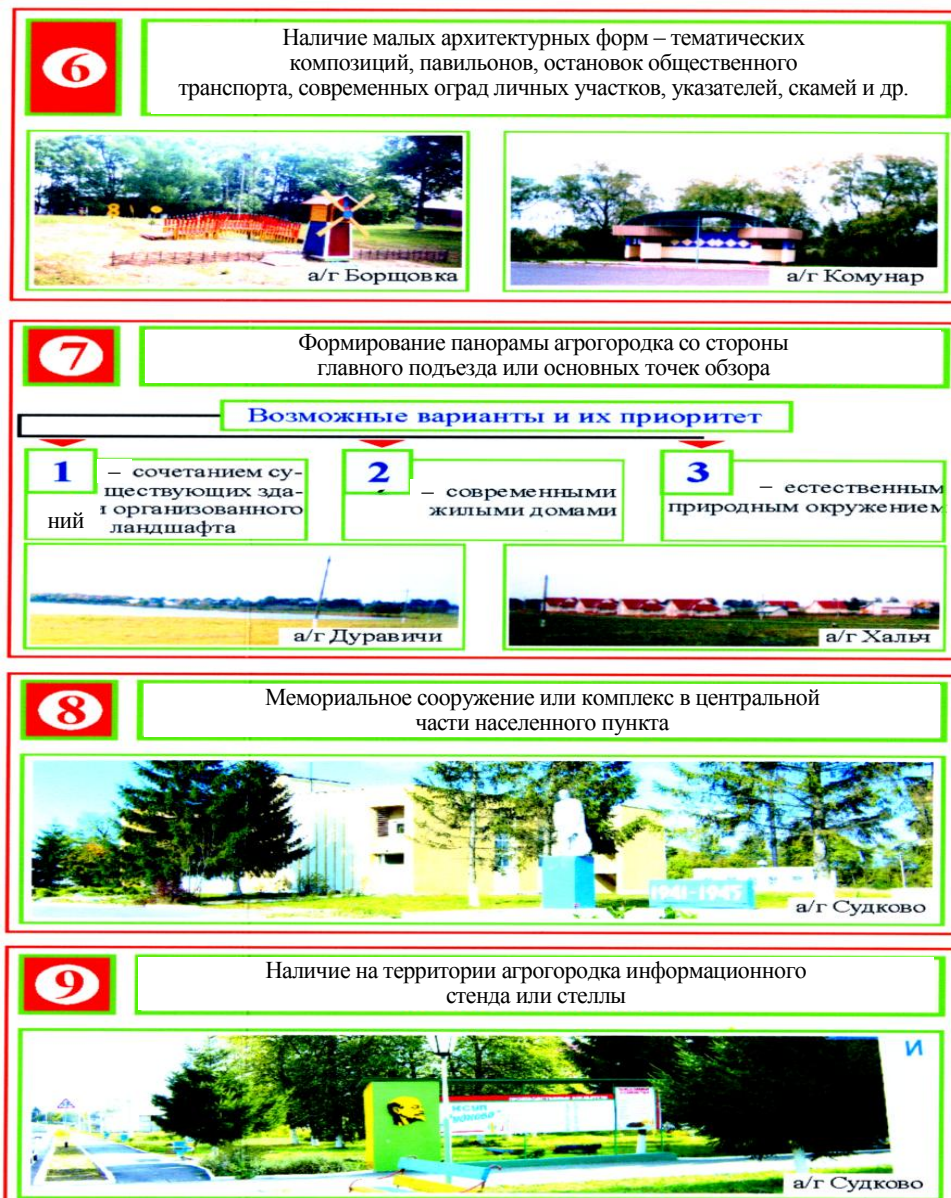 6
Наличие малых архитектурных форм – тематических
композиций, павильонов, остановок общественного
транспорта, современных оград личных участков, указателей, скамей и др.
а/г Борщовка
а/г Комунар
7
Формирование панорамы агрогородка со стороны
главного подъезда или основных точек обзора
Возможные варианты и их приоритет
1
– сочетанием су-
ществующих зда-
ний и организованного
ландшафта
2
– современными
жилыми домами
3
– естественным
природным окружением
а/г Дуравичи
а/г Хальч
8
Мемориальное сооружение или комплекс в центральной
части населенного пункта
1941-1945
а/г Судково
9
Наличие на территории агрогородка информационного
стенда или стеллы
И
а/г Судково